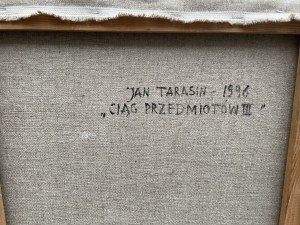 JAN TARASIN - 1996
„CIĄG PRZEDMIOTÓW III"